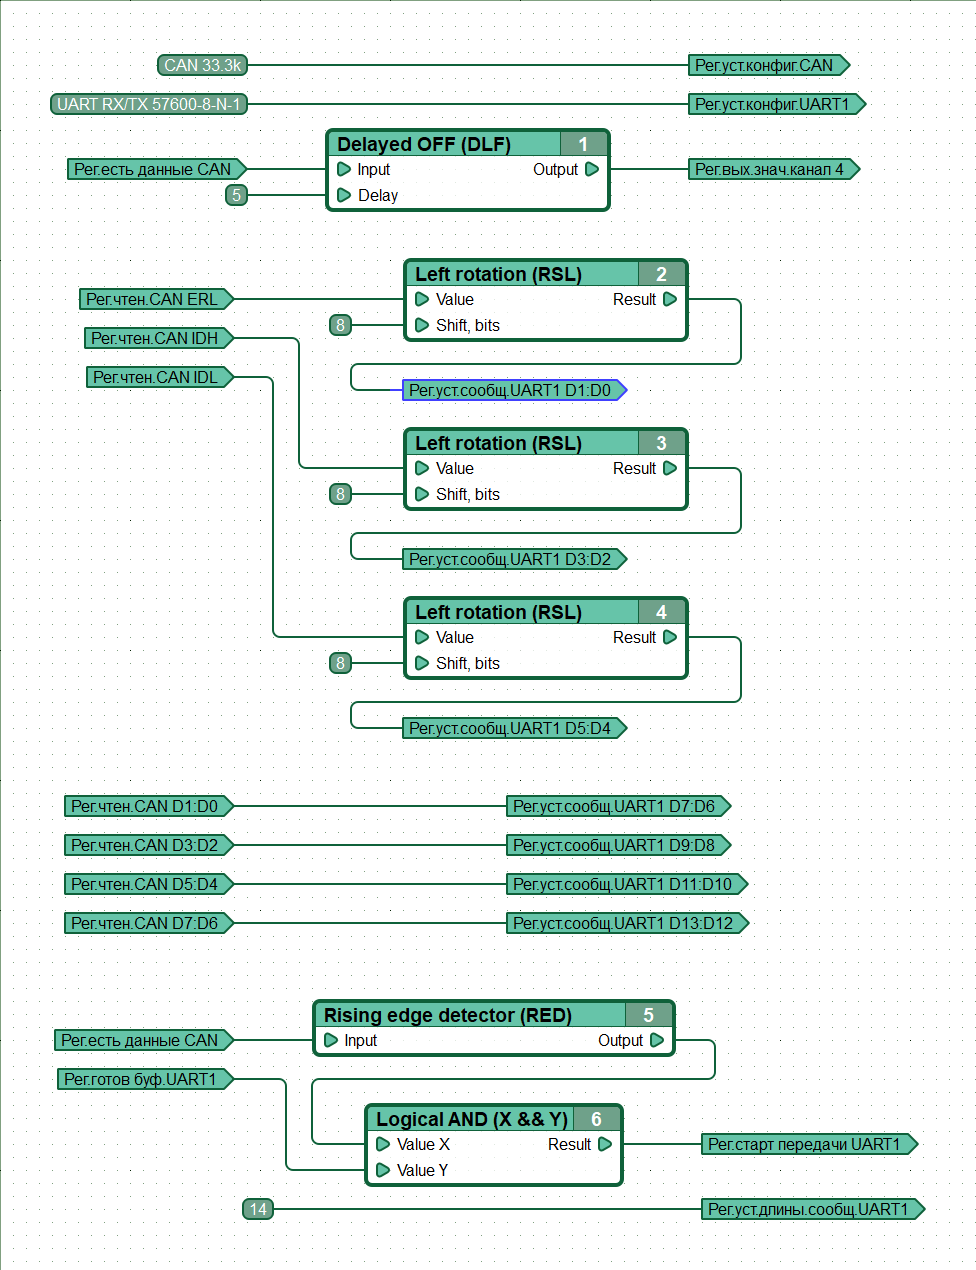 CAN 33.3k
Рег.уст.конфиг.CAN
UART RX/TX 57600-8-N-1
Рег.уст.конфиг.UART1
Delayed OFF (DLF) 1
Рег.есть данные CAN
Input
Output
Рег.вых.знач.канал 4
5
Delay
Left rotation (RSL) 2
Рег.чтен.CAN ERL
Value
Result
8
Shift, bits
Рег.чтен.CAN IDH
Рег.чтен.CAN IDL
Рег.уст.сообщ.UART1 D1:D0
Left rotation (RSL) 3
Value
Result
8
Shift, bits
Рег.уст.сообщ.UART1 D3:D2
Left rotation (RSL) 4
Value
Result
8
Shift, bits
Рег.уст.сообщ.UART1 D5:D4
Рег.чтен.CAN D1:D0
Рег.уст.сообщ.UART1 D7:D6
Рег.чтен.CAN D3:D2
Рег.уст.сообщ.UART1 D9:D8
Рег.чтен.CAN D5:D4
Рег.уст.сообщ.UART1 D11:D10
Рег.чтен.CAN D7:D6
Рег.уст.сообщ.UART1 D13:D12
Rising edge detector (RED) 5
Рег.есть данные CAN
Input
Output
Рег.готов буф.UART1
Logical AND (X && Y) 6
Value X
Result
Рег.старт передачи UART1
Value Y
14
Рег.уст.длины.сообщ.UART1